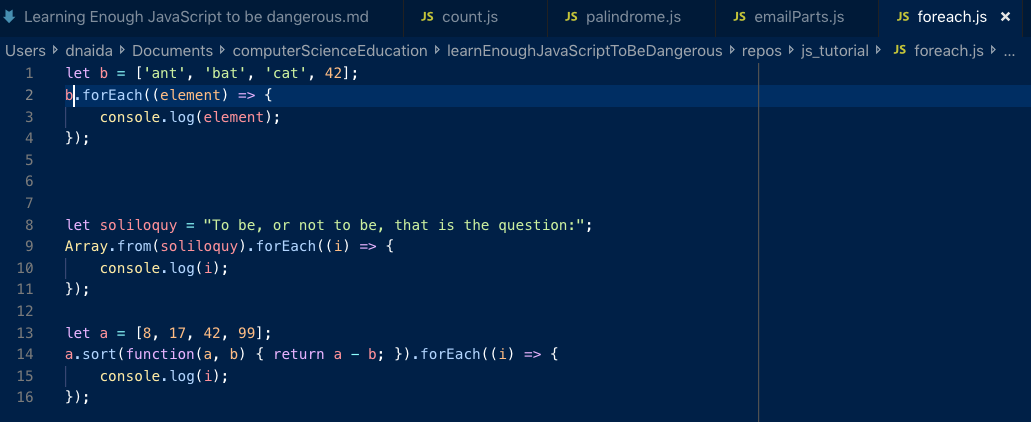 Learning Enough JavaScript to be dangerous.md JS count.js JS palindrome.js JS emailParts.js JS foreach.js ×
Users › dnaida › Documents › computerScienceEducation › learnEnoughJavaScriptToBeDangerous › repos › js_tutorial › JS foreach.js › ...
1 let b = ['ant', 'bat', 'cat', 42];
2 b.forEach((element) => {
3     console.log(element);
4 });
5
6
7
8 let soliloquy = "To be, or not to be, that is the question:";
9 Array.from(soliloquy).forEach((i) => {
10     console.log(i);
11 });
12
13 let a = [8, 17, 42, 99];
14 a.sort(function(a, b) { return a - b; }).forEach((i) => {
15     console.log(i);
16 });